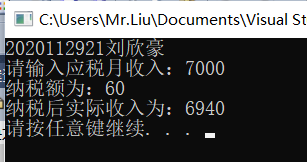 C:\Users\Mr.Liu\Documents\Visual St
2020112921刘欣豪
请输入应税月收入：7000
纳税额为：60
纳税后实际收入为：6940
请按任意键继续. . .